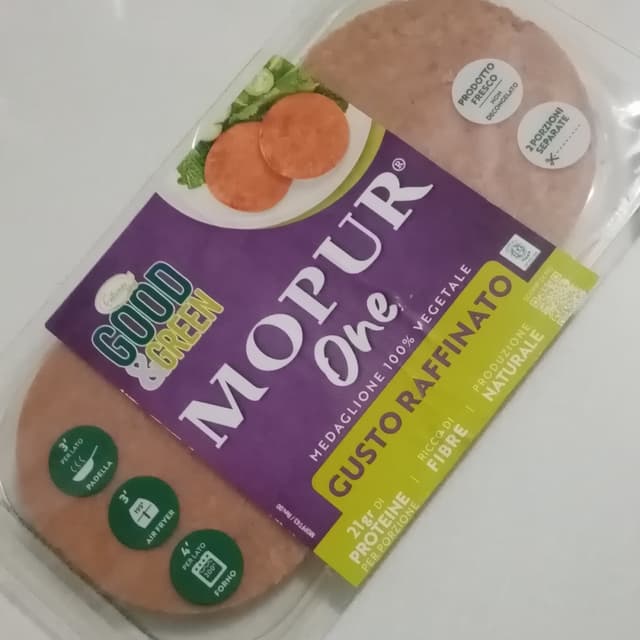 PRODOTTO
FRESCO
NON
DECONGELATO
2 PORZIONI
SEPARATE
GOOD
&GREEN
MOPUR®
One
MEDAGLIONE 100% VEGETALE
GUSTO RAFFINATO
21gr DI
PROTEINE
PER PORZIONE
RICCO DI
FIBRE
PRODUZIONE
NATURALE
3'
PER LATO
PADELLA
3'
AIR FRYER
4'
PER LATO
200°
FORNO